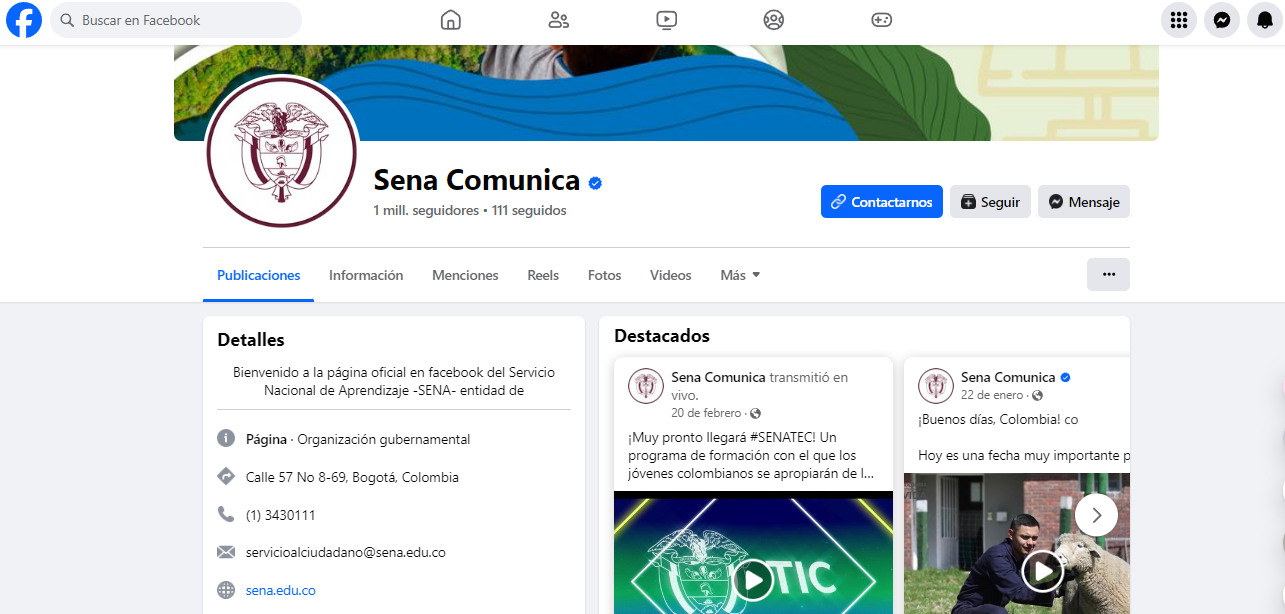 Buscar en Facebook
Sena Comunica
1 mill. seguidores • 111 seguidos
Contactarnos
Seguir
Mensaje
Publicaciones
Información
Menciones
Reels
Fotos
Videos
Más
Detalles
Bienvenido a la página oficial en facebook del Servicio
Nacional de Aprendizaje -SENA- entidad de
Página · Organización gubernamental
Calle 57 No 8-69, Bogotá, Colombia
(1) 3430111
servicioalciudadano@sena.edu.co
sena.edu.co
Destacados
Sena Comunica transmitió en
vivo.
20 de febrero ·
¡Muy pronto llegará #SENATEC! Un
programa de formación con el que los
jóvenes colombianos se apropiarán de l...
TIC
Sena Comunica
22 de enero ·
¡Buenos días, Colombia! co
Hoy es una fecha muy importante p